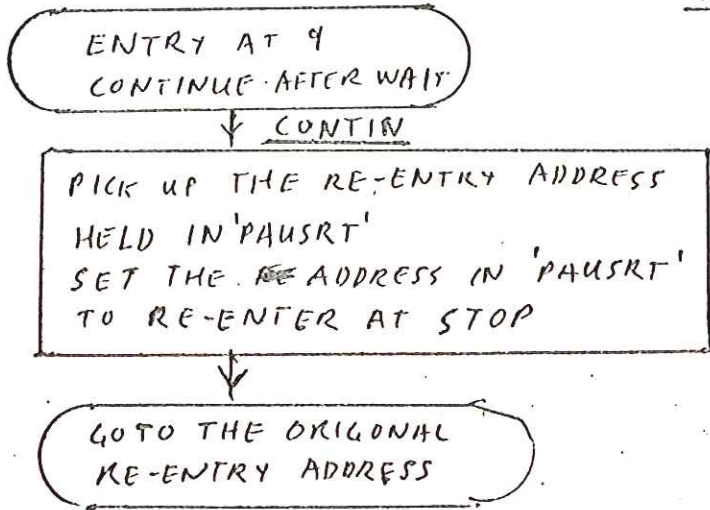 ENTRY AT 9
CONTINUE AFTER WAIT
CONTIN
PICK UP THE RE-ENTRY ADDRESS
HELD IN 'PAUSRT'
SET THE ADDRESS IN 'PAUSRT'
TO RE-ENTER AT STOP
GOTO THE ORIGONAL
RE-ENTRY ADDRESS